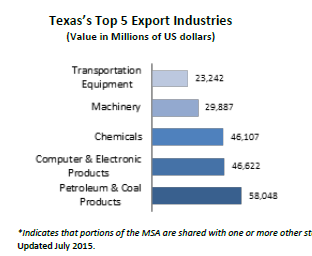 Texas's Top 5 Export Industries
(Value in Millions of US dollars)
Transportation
Equipment
23,242
Machinery
29,887
Chemicals
46,107
Computer & Electronic
Products
46,622
Petroleum & Coal
Products
58,048
*Indicates that portions of the MSA are shared with one or more other st
Updated July 2015.